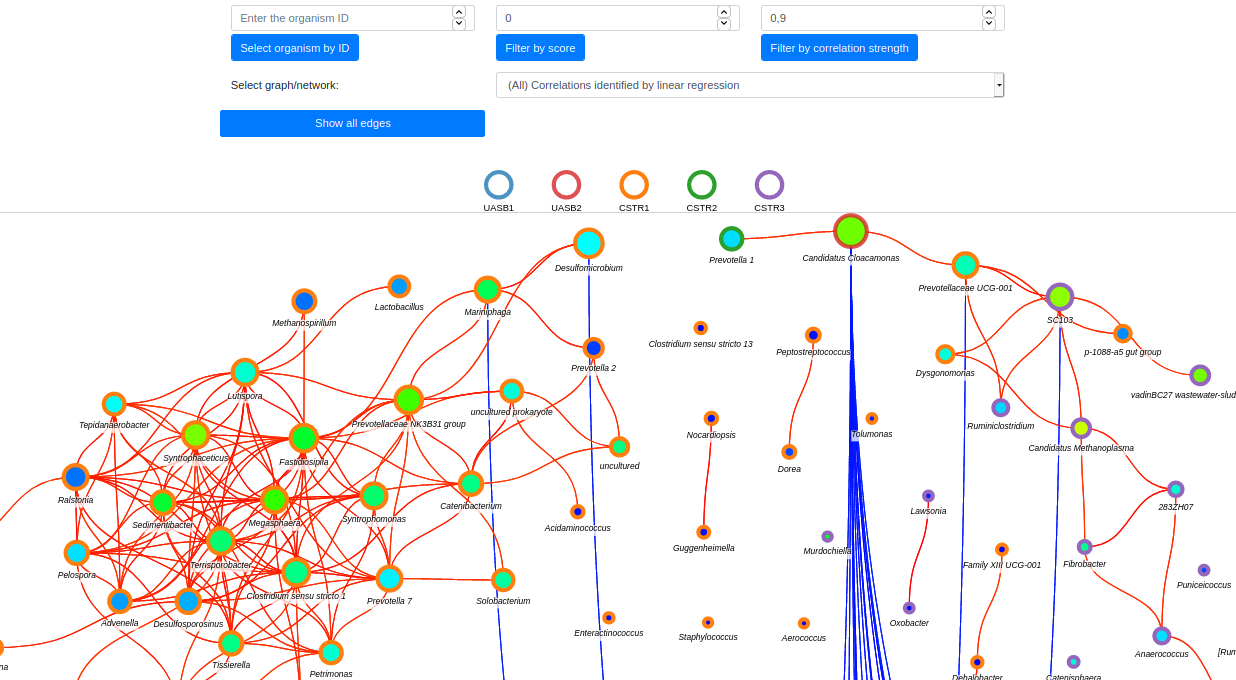 Enter the organism ID
0
0,9
Select organism by ID
Filter by score
Filter by correlation strength
Select graph/network:
(All) Correlations identified by linear regression
Show all edges
UASB1
UASB2
CSTR1
CSTR2
CSTR3
Desulfomicrobium
Prevotella 1
Candidatus Cloacamonas
Prevotellaceae UCG-001
Lactobacillus
Mariniphaga
Methanospirillum
SC103
Clostridium sensu stricto 13
Peptostreptococcus
p-1088-a5 gut group
Prevotella 2
Dysgonomonas
Lutispora
vadinBC27 wastewater-slud
Tepidanaerobacter
Prevotellaceae NK3B31 group
uncultured prokaryote
Nocardiopsis
Tolumonas
Ruminiclostridium
Candidatus Methanoplasma
Syntrophaceticus
Fastidiosipila
uncultured
Dorea
Ralstonia
Sedimentibacter
Megasphaera
Syntrophomonas
Catenibacterium
Acidaminococcus
Lawsonia
283ZH07
Guggenheimella
Murdochiella
Pelospora
Terrisporobacter
Family XIII UCG-001
Fibrobacter
Puniceicoccus
Clostridium sensu stricto 1
Prevotella 7
Solobacterium
Advenella
Desulfosporosinus
Enteractinococcus
Staphylococcus
Aerococcus
Oxobacter
Anaerococcus
[Rum
na
Tissierella
Petrimonas
Dehalobacter
Catenisphaera